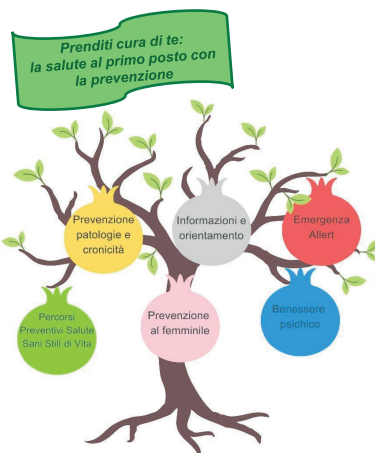 Prenditi cura di te:
la salute al primo posto con
la prevenzione
Prevenzione
patologie e
cronicità
Informazioni e
orientamento
Emergenza
Allert
Percorsi
Preventivi Salute
Sani Stili di Vita
Prevenzione
al femminile
Benessere
psichico